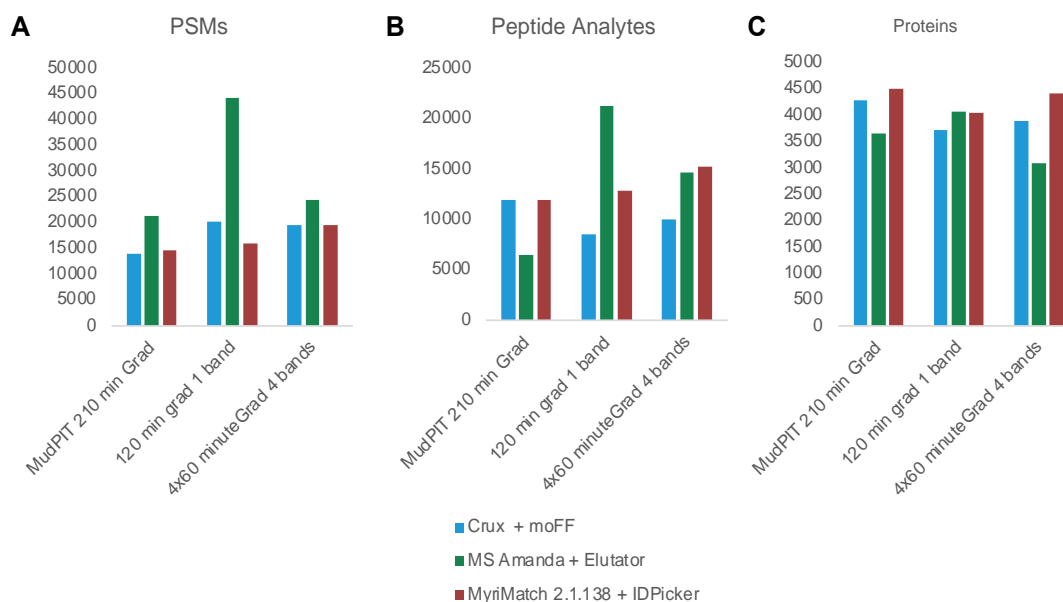 A
PSMs
50000
45000
40000
35000
30000
25000
20000
15000
10000
5000
0
MudPIT 210 min Grad
120 min grad 1 band
4x60 minuteGrad 4 bands
B
Peptide Analytes
25000
20000
15000
10000
5000
0
MudPIT 210 min Grad
120 min grad 1 band
4x60 minuteGrad 4 bands
C
Proteins
5000
4500
4000
3500
3000
2500
2000
1500
1000
500
0
MudPIT 210 min Grad
120 min grad 1 band
4x60 minuteGrad 4 bands
Crux + moFF
MS Amanda + Elutator
MyriMatch 2.1.138 + IDPicker